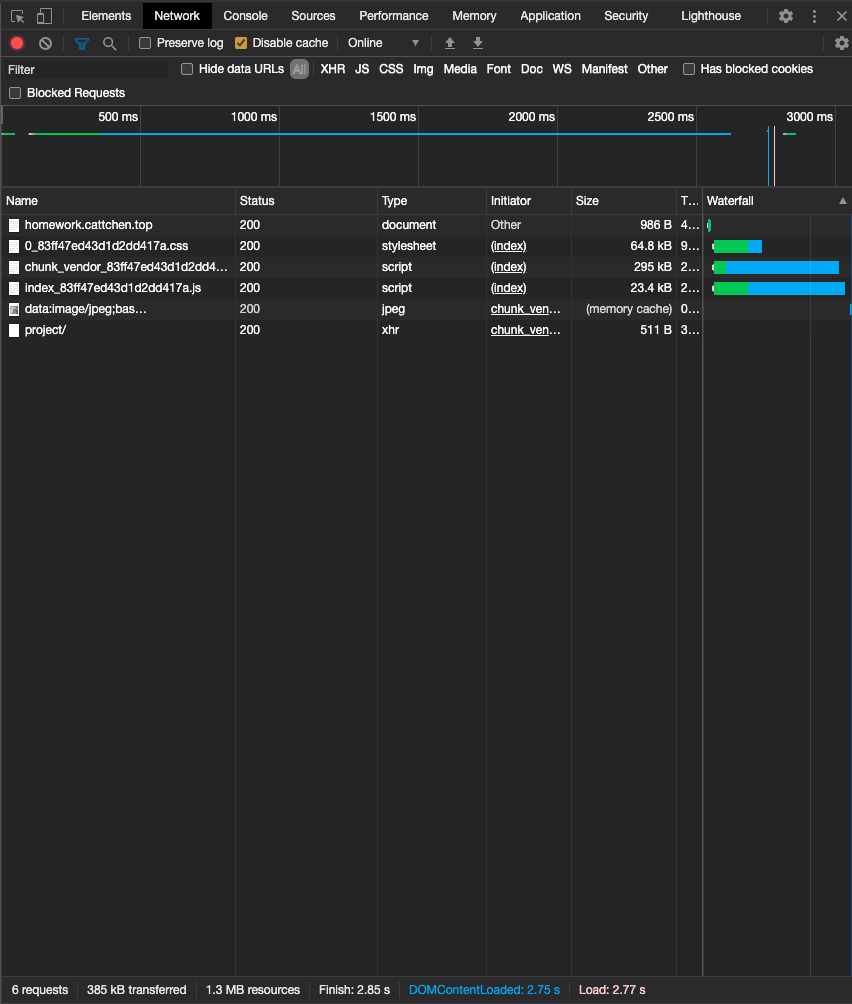 Elements Network Console Sources Performance Memory Application Security Lighthouse
Preserve log Disable cache Online
Filter Hide data URLs All XHR JS CSS Img Media Font Doc WS Manifest Other Has blocked cookies
Blocked Requests
500 ms 1000 ms 1500 ms 2000 ms 2500 ms 3000 ms
Name Status Type Initiator Size T... Waterfall
homework.cattchen.top 200 document Other 986 B 4...
0_83ff47ed43d1d2dd417a.css 200 stylesheet (index) 64.8 kB 9...
chunk_vendor_83ff47ed43d1d2dd4... 200 script (index) 295 kB 2...
index_83ff47ed43d1d2dd417a.js 200 script (index) 23.4 kB 2...
data:image/jpeg;bas... 200 jpeg chunk_ven... (memory cache) 0...
project/ 200 xhr chunk_ven... 511 B 3...
6 requests 385 kB transferred 1.3 MB resources Finish: 2.85 s DOMContentLoaded: 2.75 s Load: 2.77 s